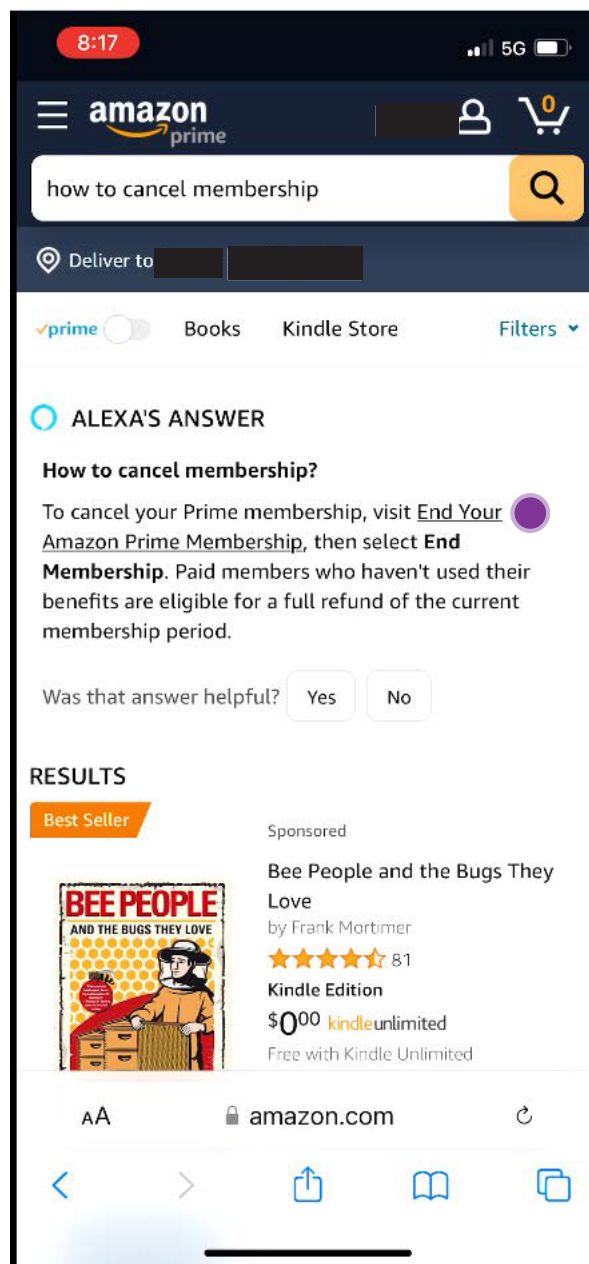 8:17
5G
amazon
prime
0
how to cancel membership
Deliver to
prime Books Kindle Store Filters
ALEXA'S ANSWER
How to cancel membership?
To cancel your Prime membership, visit End Your
Amazon Prime Membership, then select End
Membership. Paid members who haven't used their
benefits are eligible for a full refund of the current
membership period.
Was that answer helpful? Yes No
RESULTS
Best Seller
Sponsored
Bee People and the Bugs They
Love
by Frank Mortimer
81
Kindle Edition
$000 kindleunlimited
Free with Kindle Unlimited
BEE PEOPLE
AND THE BUGS THEY LOVE
AA amazon.com